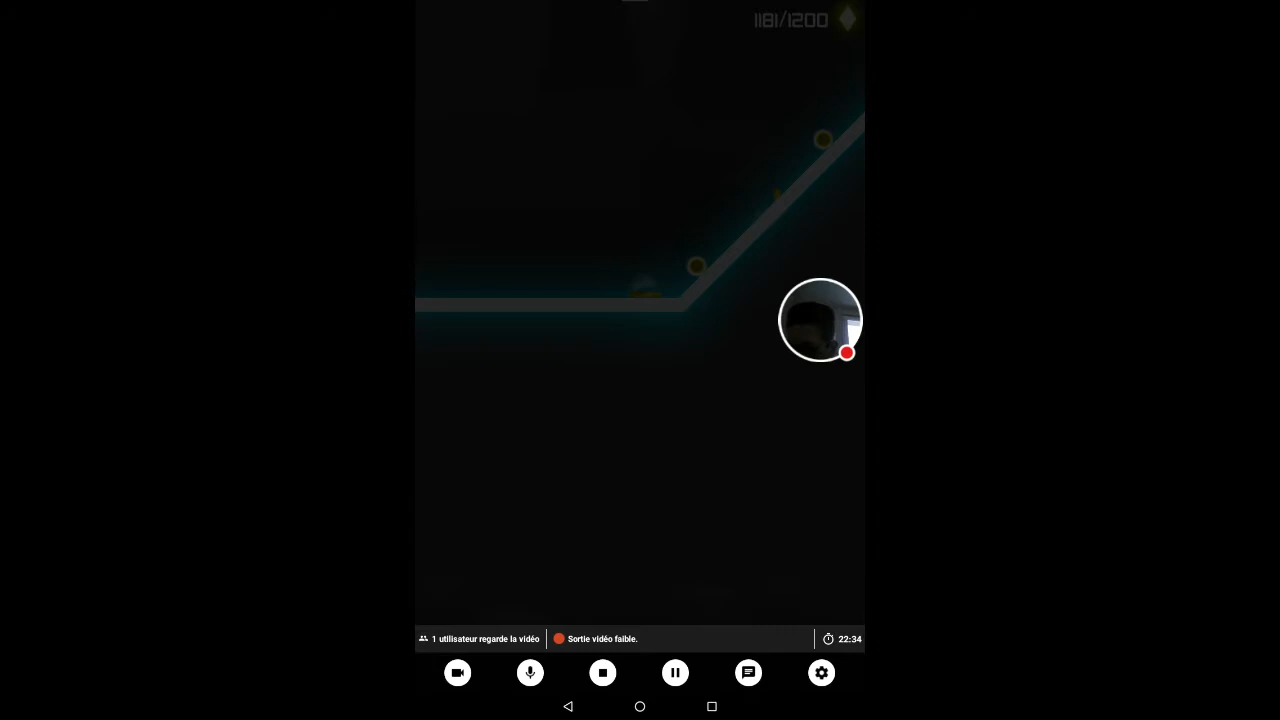 1181/1200
1 utilisateur regarde la vidéo
Sortie vidéo faible.
22:34